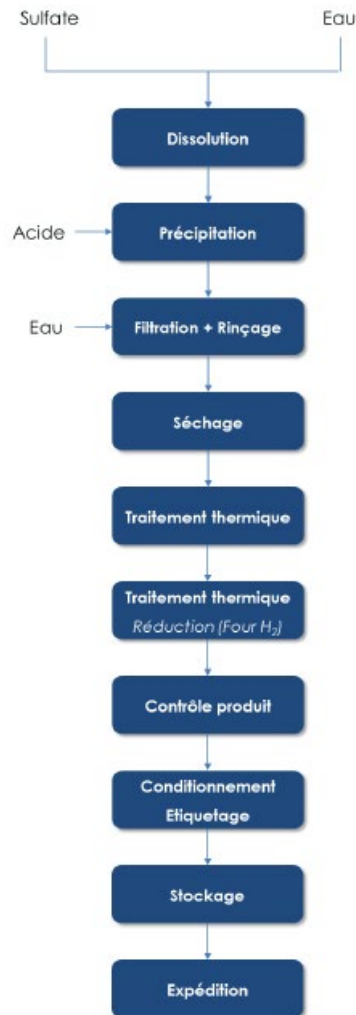 Sulfate
Eau
Dissolution
Acide
Précipitation
Eau
Filtration + Rinçage
Séchage
Traitement thermique
Traitement thermique
Réduction (Four H₂)
Contrôle produit
Conditionnement
Etiquetage
Stockage
Expédition